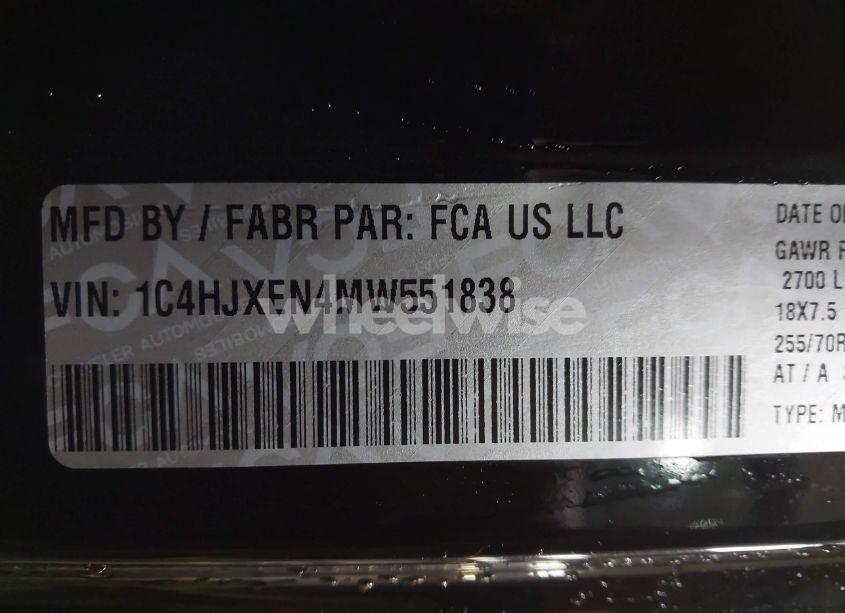 MFD BY / FABR PAR: FCA US LLC
VIN: 1C4HJXEN4MW551838
wheelwise
DATE O
GAWR F
2700 L
18X7.5
255/70R
AT / A
TYPE: M